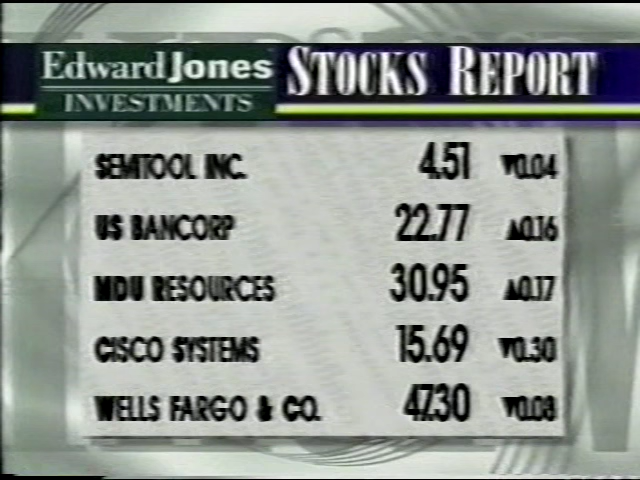 Edward Jones
INVESTMENTS
STOCKS REPORT
SEMITOOL INC. 4.51 ▼0.04
US BANCORP 22.77 ▲0.16
MDU RESOURCES 30.95 ▲0.17
CISCO SYSTEMS 15.69 ▼0.30
WELLS FARGO & CO. 47.30 ▼0.08